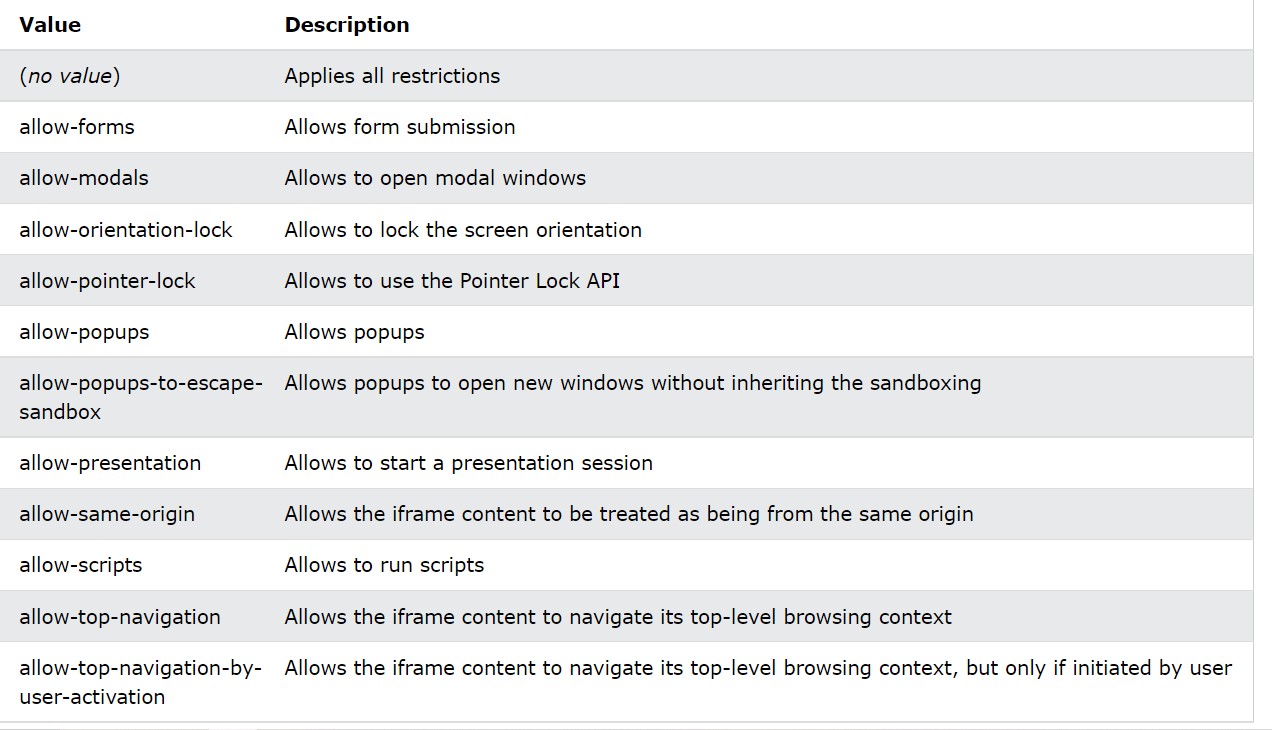 Value Description
(no value) Applies all restrictions
allow-forms Allows form submission
allow-modals Allows to open modal windows
allow-orientation-lock Allows to lock the screen orientation
allow-pointer-lock Allows to use the Pointer Lock API
allow-popups Allows popups
allow-popups-to-escape- Allows popups to open new windows without inheriting the sandboxing
sandbox
allow-presentation Allows to start a presentation session
allow-same-origin Allows the iframe content to be treated as being from the same origin
allow-scripts Allows to run scripts
allow-top-navigation Allows the iframe content to navigate its top-level browsing context
allow-top-navigation-by- Allows the iframe content to navigate its top-level browsing context, but only if initiated by user
user-activation